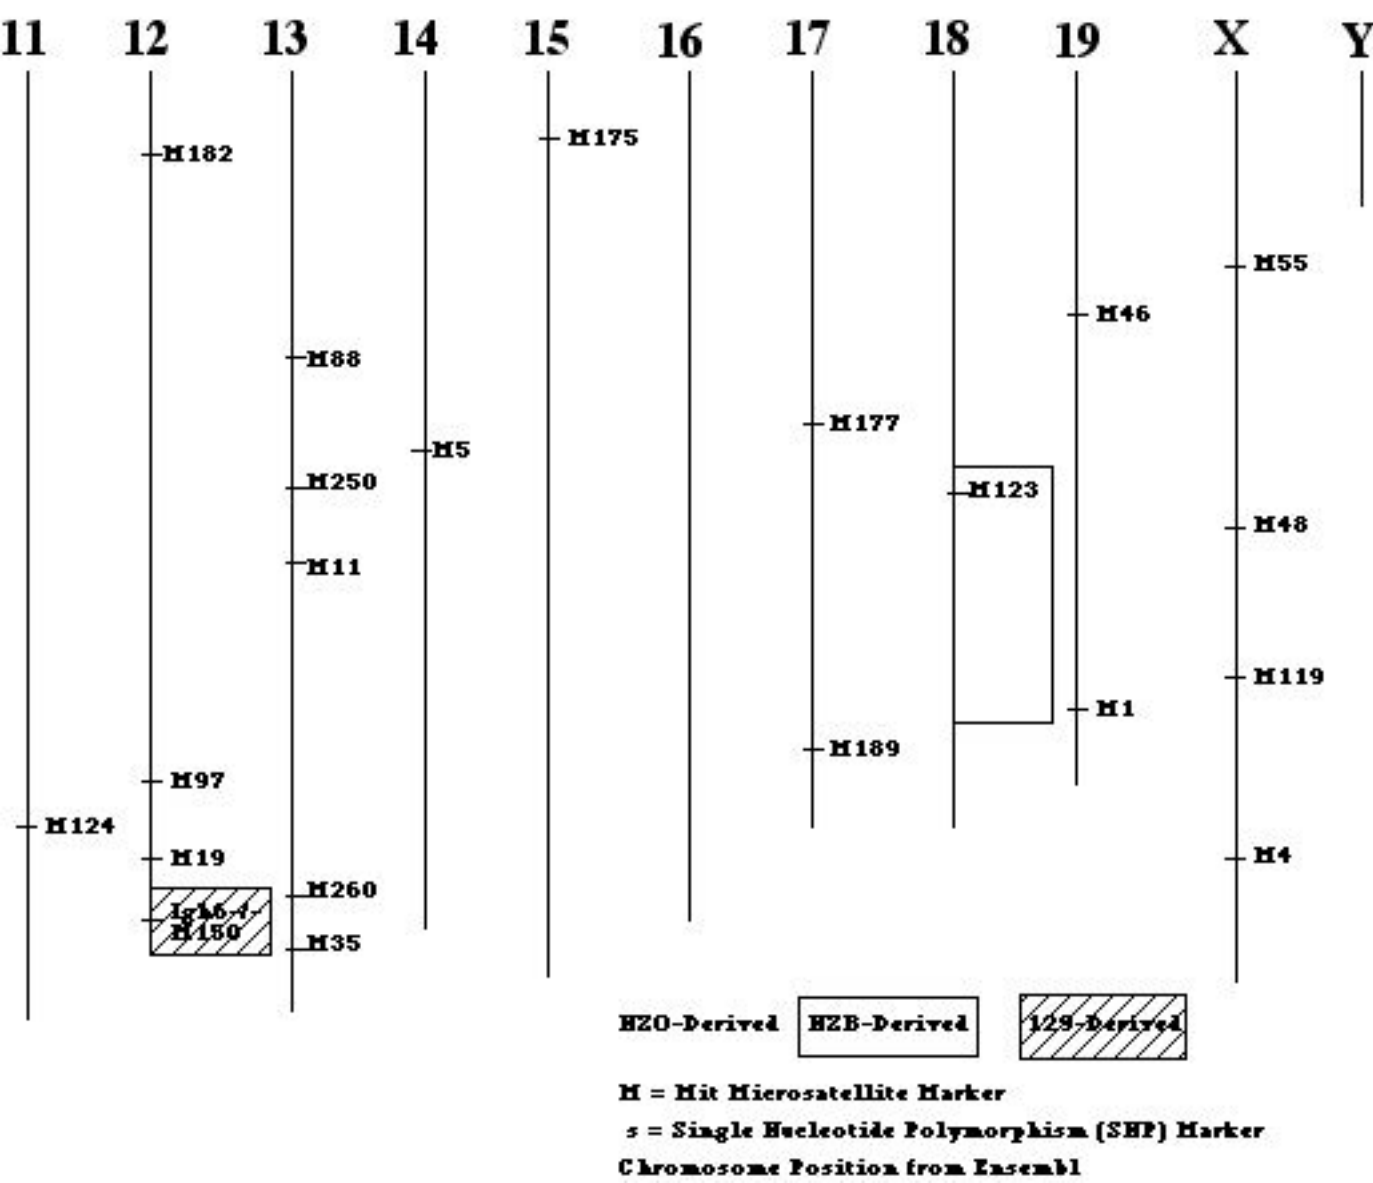 11 12 13 14 15 16 17 18 19 X Y
M175
M182
M55
M46
M88
M177
M5
M250
M123
M48
M11
M119
M1
M189
M97
M124
M19
M4
M260
Igh6-/-
M150
M35
NZO-Derived NZB-Derived 129-Derived
M = Mit Microsatellite Marker
s = Single Nucleotide Polymorphism (SNP) Marker
Chromosome Position from Ensembl